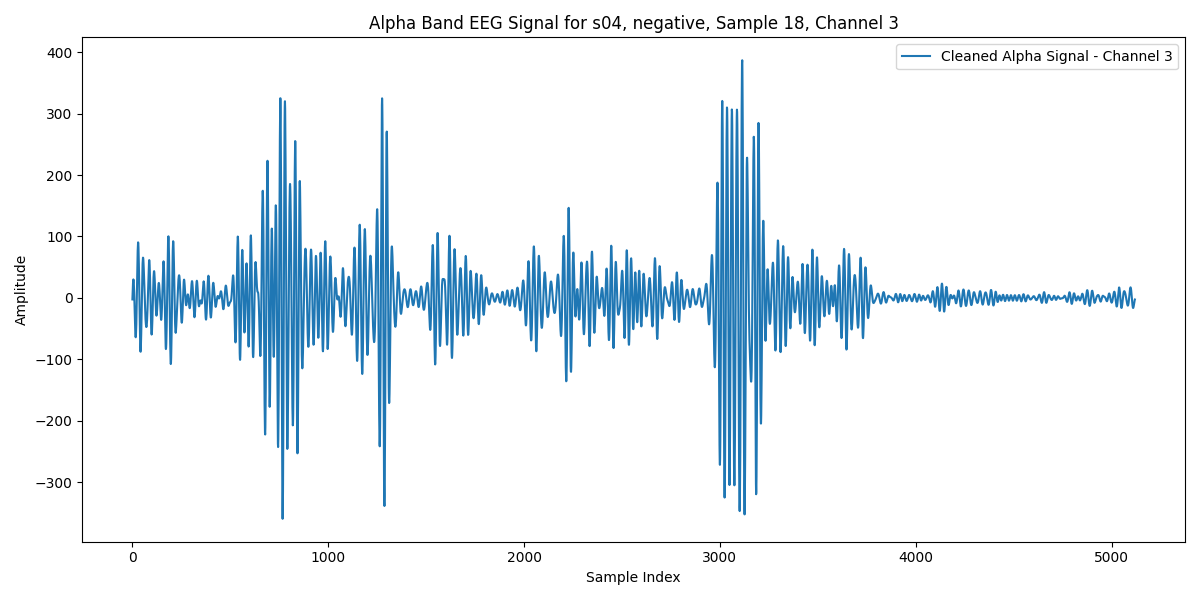 Alpha Band EEG Signal for s04, negative, Sample 18, Channel 3
Cleaned Alpha Signal - Channel 3
400
300
200
100
0
−100
−200
−300
Amplitude
0 1000 2000 3000 4000 5000
Sample Index